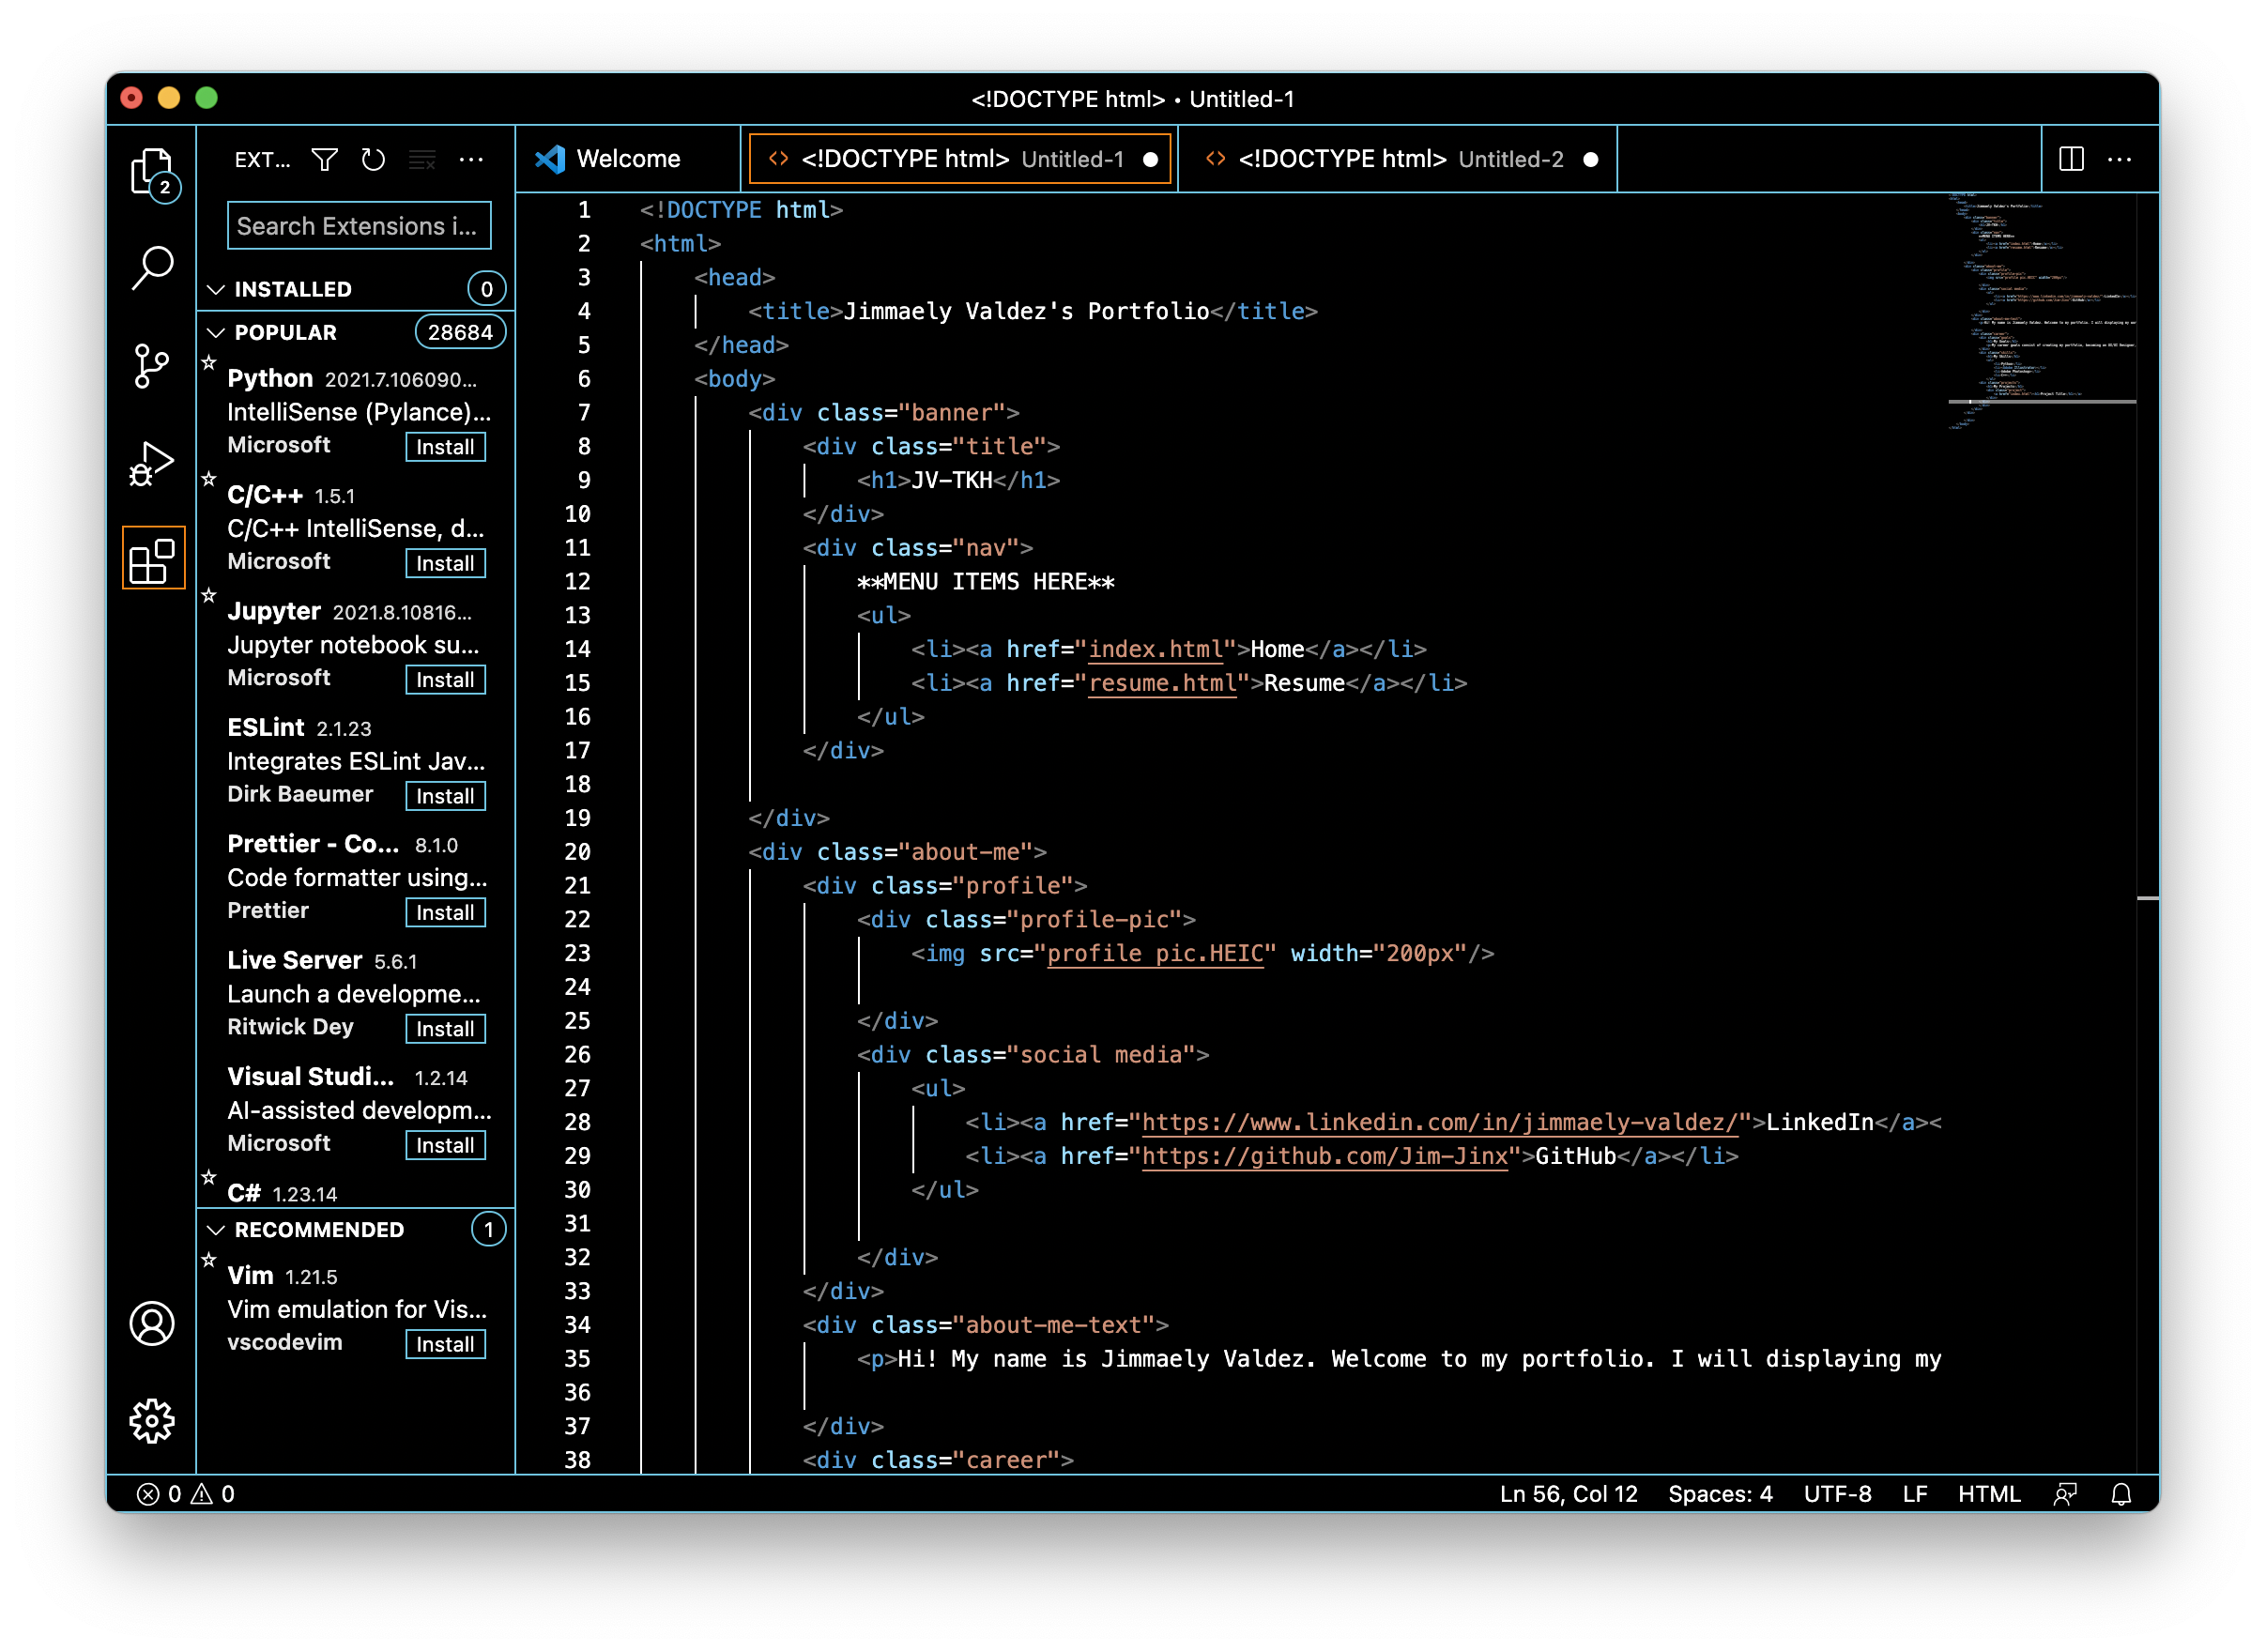 <!DOCTYPE html> • Untitled-1
EXT...
Welcome
<!DOCTYPE html> Untitled-1
<!DOCTYPE html> Untitled-2
2
Search Extensions i...
INSTALLED 0
POPULAR 28684
Python 2021.7.106090...
IntelliSense (Pylance)...
Microsoft Install
C/C++ 1.5.1
C/C++ IntelliSense, d...
Microsoft Install
Jupyter 2021.8.10816...
Jupyter notebook su...
Microsoft Install
ESLint 2.1.23
Integrates ESLint Jav...
Dirk Baeumer Install
Prettier - Co... 8.1.0
Code formatter using...
Prettier Install
Live Server 5.6.1
Launch a developme...
Ritwick Dey Install
Visual Studi... 1.2.14
AI-assisted developm...
Microsoft Install
C# 1.23.14
RECOMMENDED 1
Vim 1.21.5
Vim emulation for Vis...
vscodevim Install
1 <!DOCTYPE html>
2 <html>
3 <head>
4 <title>Jimmaely Valdez's Portfolio</title>
5 </head>
6 <body>
7 <div class="banner">
8 <div class="title">
9 <h1>JV-TKH</h1>
10 </div>
11 <div class="nav">
12 **MENU ITEMS HERE**
13 <ul>
14 <li><a href="index.html">Home</a></li>
15 <li><a href="resume.html">Resume</a></li>
16 </ul>
17 </div>
18
19 </div>
20 <div class="about-me">
21 <div class="profile">
22 <div class="profile-pic">
23 <img src="profile pic.HEIC" width="200px"/>
24
25 </div>
26 <div class="social media">
27 <ul>
28 <li><a href="https://www.linkedin.com/in/jimmaely-valdez/">LinkedIn</a><
29 <li><a href="https://github.com/Jim-Jinx">GitHub</a></li>
30 </ul>
31
32 </div>
33 </div>
34 <div class="about-me-text">
35 <p>Hi! My name is Jimmaely Valdez. Welcome to my portfolio. I will displaying my
36
37 </div>
38 <div class="career">
0 0
Ln 56, Col 12 Spaces: 4 UTF-8 LF HTML